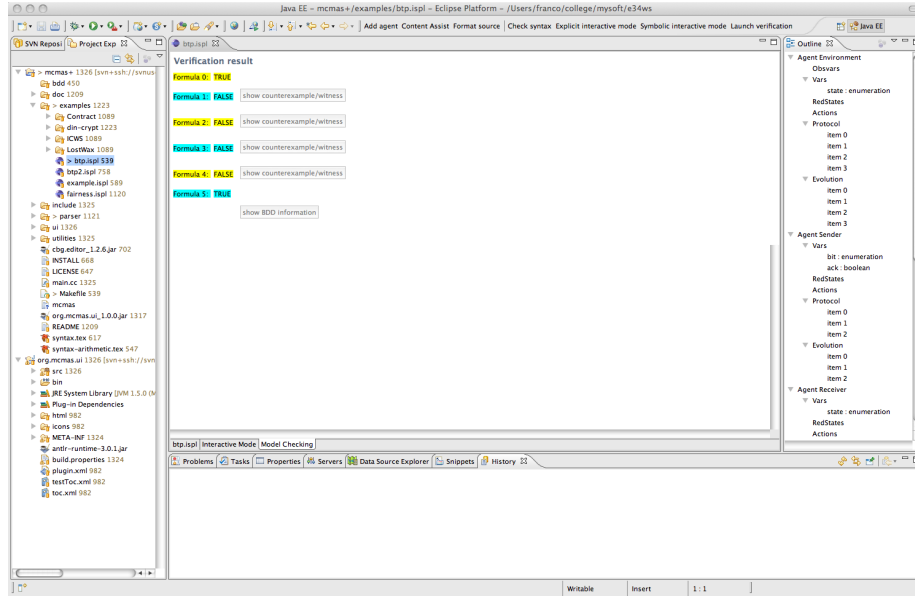 Java EE – mcmas+/examples/btp.ispl – Eclipse Platform – /Users/franco/college/mysoft/e34ws
Add agent Content Assist Format source Check syntax Explicit interactive mode Symbolic interactive mode Launch verification Java EE
SVN Reposi Project Exp
> mcmas+ 1326 [svn+ssh://svnus
bdd 450
doc 1209
> examples 1223
Contract 1089
din-crypt 1223
ICWS 1089
LostWax 1089
> btp.ispl 539
btp2.ispl 758
example.ispl 589
fairness.ispl 1120
include 1325
> parser 1121
ui 1326
utilities 1325
cbg.editor_1.2.6.jar 702
INSTALL 668
LICENSE 647
main.cc 1325
> Makefile 539
mcmas
org.mcmas.ui_1.0.0.jar 1317
README 1209
syntax.tex 617
syntax-arithmetic.tex 547
org.mcmas.ui 1326 [svn+ssh://svn
src 1326
bin
JRE System Library [JVM 1.5.0 (M
Plug-in Dependencies
html 982
icons 982
META-INF 1324
antlr-runtime-3.0.1.jar
build.properties 1324
plugin.xml 982
testToc.xml 982
toc.xml 982
btp.ispl
Verification result
Formula 0: TRUE
Formula 1: FALSE show counterexample/witness
Formula 2: FALSE show counterexample/witness
Formula 3: FALSE show counterexample/witness
Formula 4: FALSE show counterexample/witness
Formula 5: TRUE
show BDD information
btp.ispl Interactive Mode Model Checking
Outline
Agent Environment
Obsvars
Vars
state : enumeration
RedStates
Actions
Protocol
item 0
item 1
item 2
item 3
Evolution
item 0
item 1
item 2
item 3
Agent Sender
Vars
bit : enumeration
ack : boolean
RedStates
Actions
Protocol
item 0
item 1
item 2
Evolution
item 0
item 1
item 2
Agent Receiver
Vars
state : enumeration
RedStates
Actions
Problems Tasks Properties Servers Data Source Explorer Snippets History
Writable Insert 1 : 1